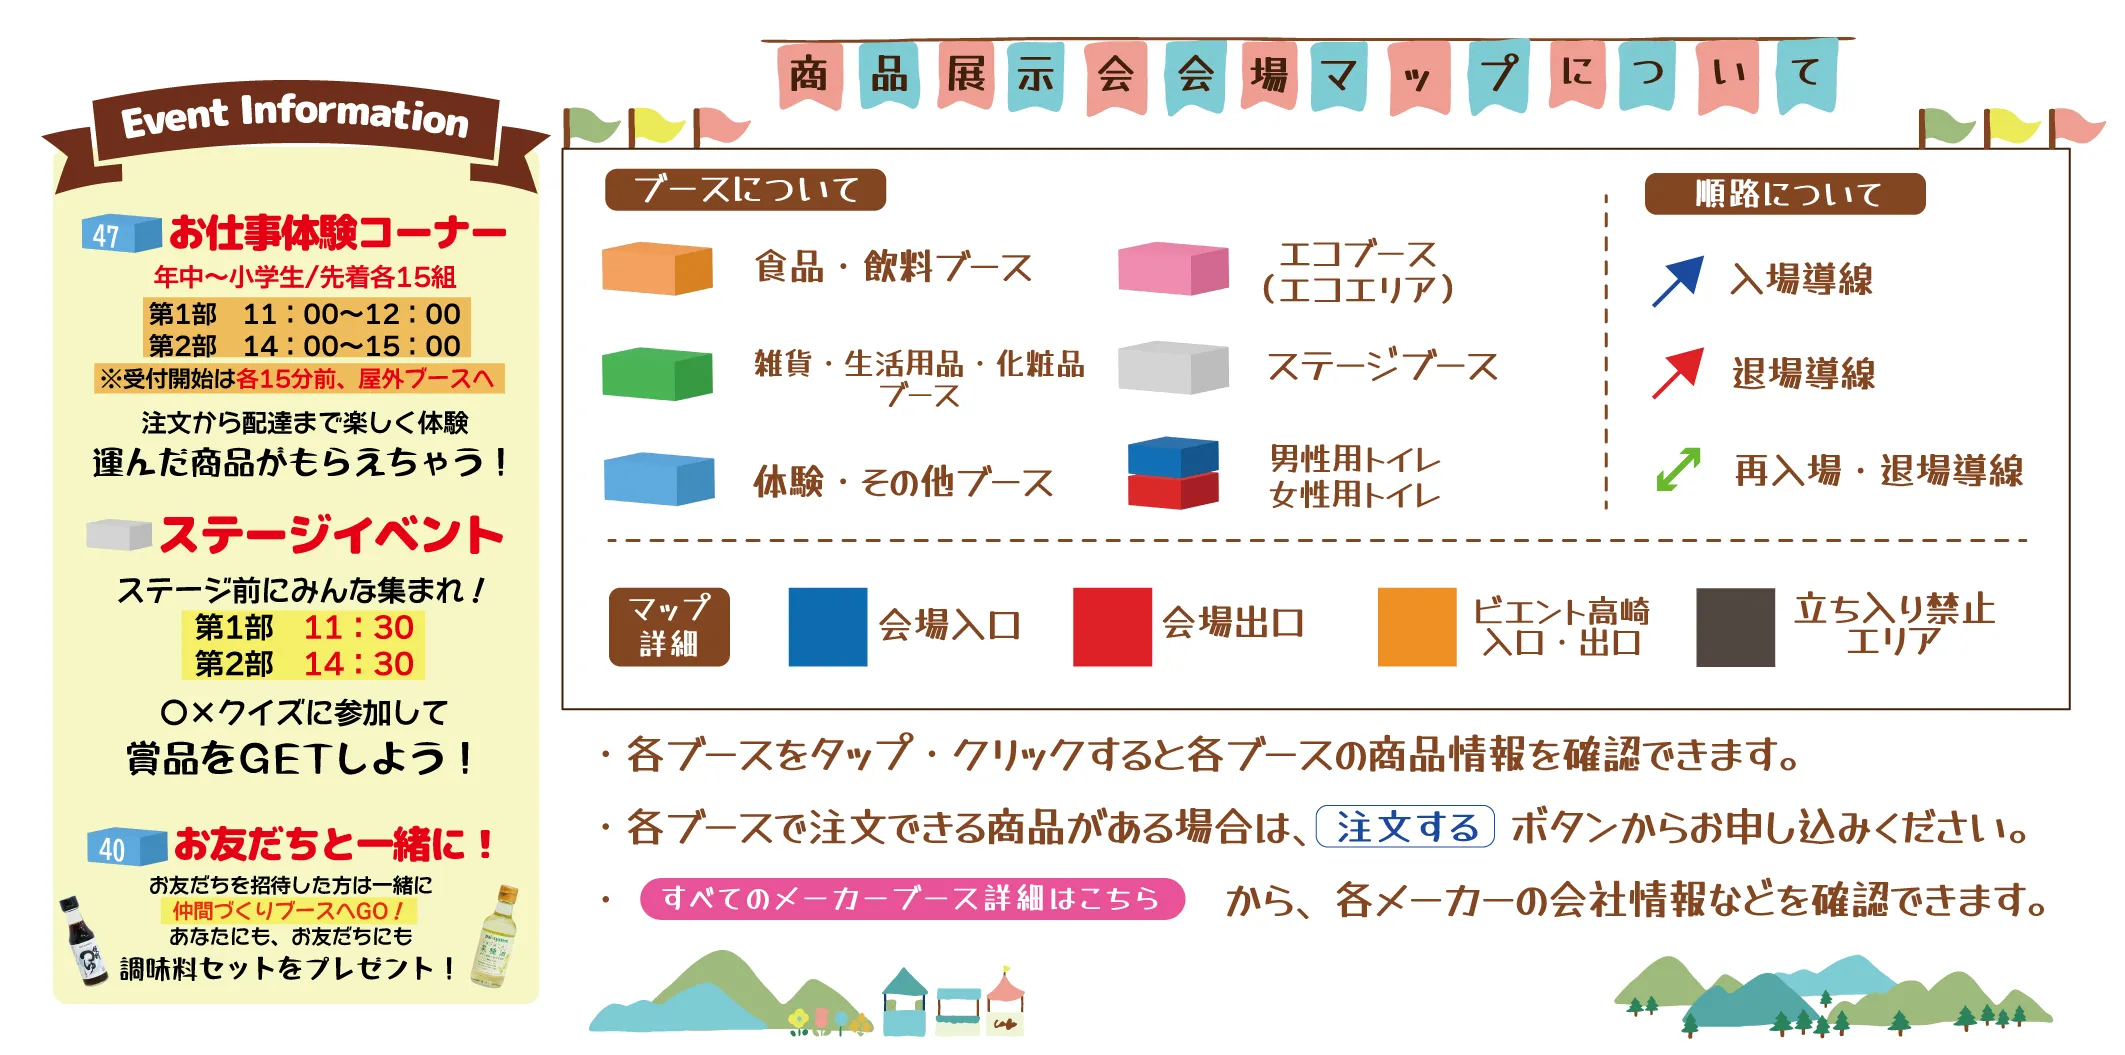 Event Information
47 お仕事体験コーナー
年中〜小学生/先着各15組
第1部 11：00〜12：00
第2部 14：00〜15：00
※受付開始は各15分前、屋外ブースへ
注文から配達まで楽しく体験
運んだ商品がもらえちゃう！
ステージイベント
ステージ前にみんな集まれ！
第1部 11：30
第2部 14：30
〇×クイズに参加して
賞品をGETしよう！
40 お友だちと一緒に！
お友だちを招待した方は一緒に
仲間づくりブースへGO！
あなたにも、お友だちにも
調味料セットをプレゼント！
商品展示会会場マップについて
ブースについて
食品・飲料ブース
エコブース
（エコエリア）
雑貨・生活用品・化粧品
ブース
ステージブース
体験・その他ブース
男性用トイレ
女性用トイレ
順路について
入場導線
退場導線
再入場・退場導線
マップ
詳細
会場入口
会場出口
ビエント高崎
入口・出口
立ち入り禁止
エリア
・各ブースをタップ・クリックすると各ブースの商品情報を確認できます。
・各ブースで注文できる商品がある場合は、注文する ボタンからお申し込みください。
・ すべてのメーカーブース詳細はこちら から、各メーカーの会社情報などを確認できます。